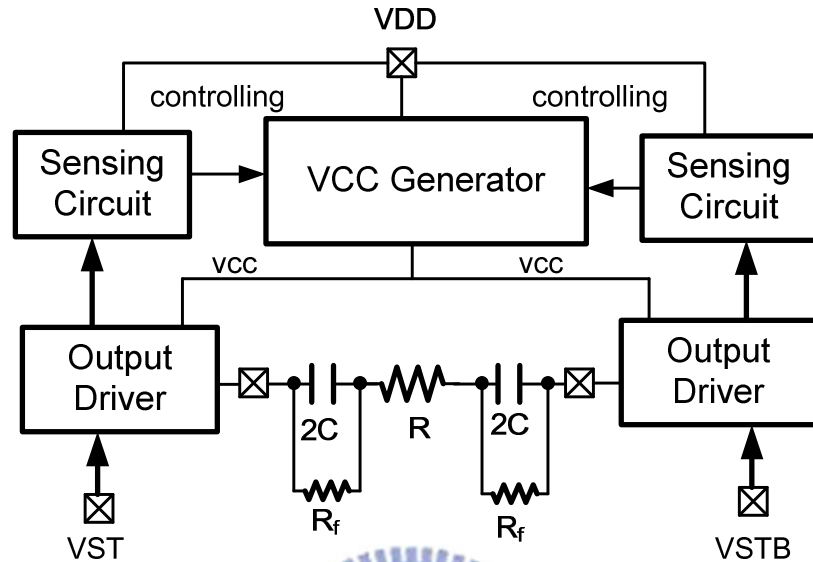 VDD
controlling
controlling
Sensing
Circuit
VCC Generator
Sensing
Circuit
vcc
vcc
Output
Driver
Output
Driver
2C
R
2C
Rf
Rf
VST
VSTB